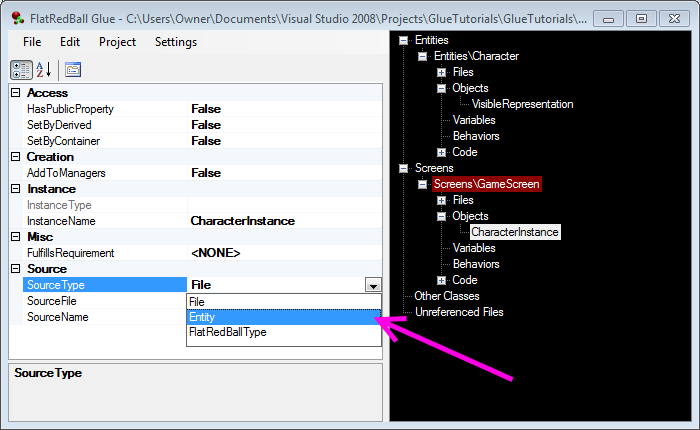 FlatRedBall Glue - C:\Users\Owner\Documents\Visual Studio 2008\Projects\GlueTutorials\GlueTutorials\...
File Edit Project Settings
Access
HasPublicProperty False
SetByDerived False
SetByContainer False
Creation
AddToManagers False
Instance
InstanceType
InstanceName CharacterInstance
Misc
FulfillsRequirement <NONE>
Source
SourceType File
SourceFile
SourceName
File
Entity
FlatRedBallType
SourceType
Entities
Entities\Character
Files
Objects
VisibleRepresentation
Variables
Behaviors
Code
Screens
Screens\GameScreen
Files
Objects
CharacterInstance
Variables
Behaviors
Code
Other Classes
Unreferenced Files